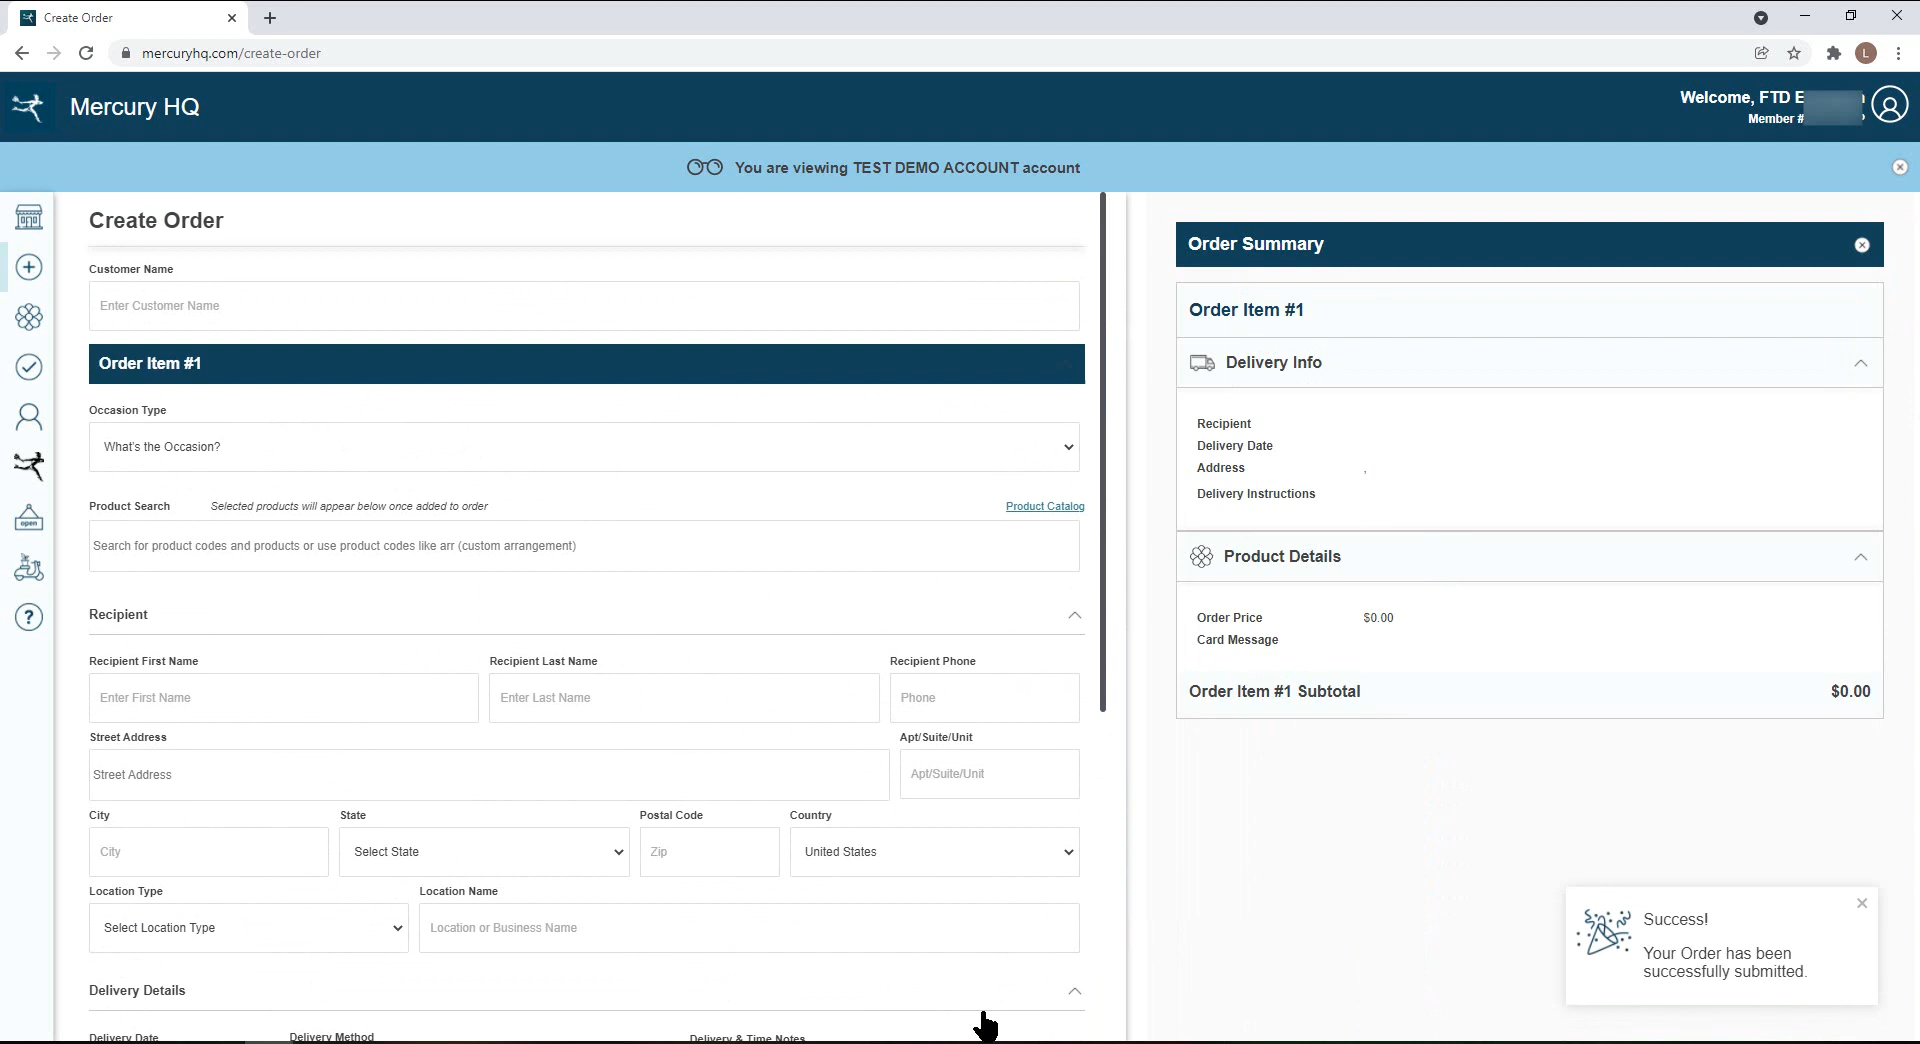 Create Order
mercuryhq.com/create-order
L
Mercury HQ
Welcome, FTD E
Member #
You are viewing TEST DEMO ACCOUNT account
Create Order
Customer Name
Enter Customer Name
Order Item #1
Occasion Type
What's the Occasion?
Product Search Selected products will appear below once added to order Product Catalog
Search for product codes and products or use product codes like arr (custom arrangement)
Recipient
Recipient First Name Recipient Last Name Recipient Phone
Enter First Name Enter Last Name Phone
Street Address Apt/Suite/Unit
Street Address Apt/Suite/Unit
City State Postal Code Country
City Select State Zip United States
Location Type Location Name
Select Location Type Location or Business Name
Delivery Details
Delivery Date Delivery Method Delivery & Time Notes
open
?
Order Summary
Order Item #1
Delivery Info
Recipient
Delivery Date
Address ,
Delivery Instructions
Product Details
Order Price $0.00
Card Message
Order Item #1 Subtotal $0.00
Success!
Your Order has been
successfully submitted.